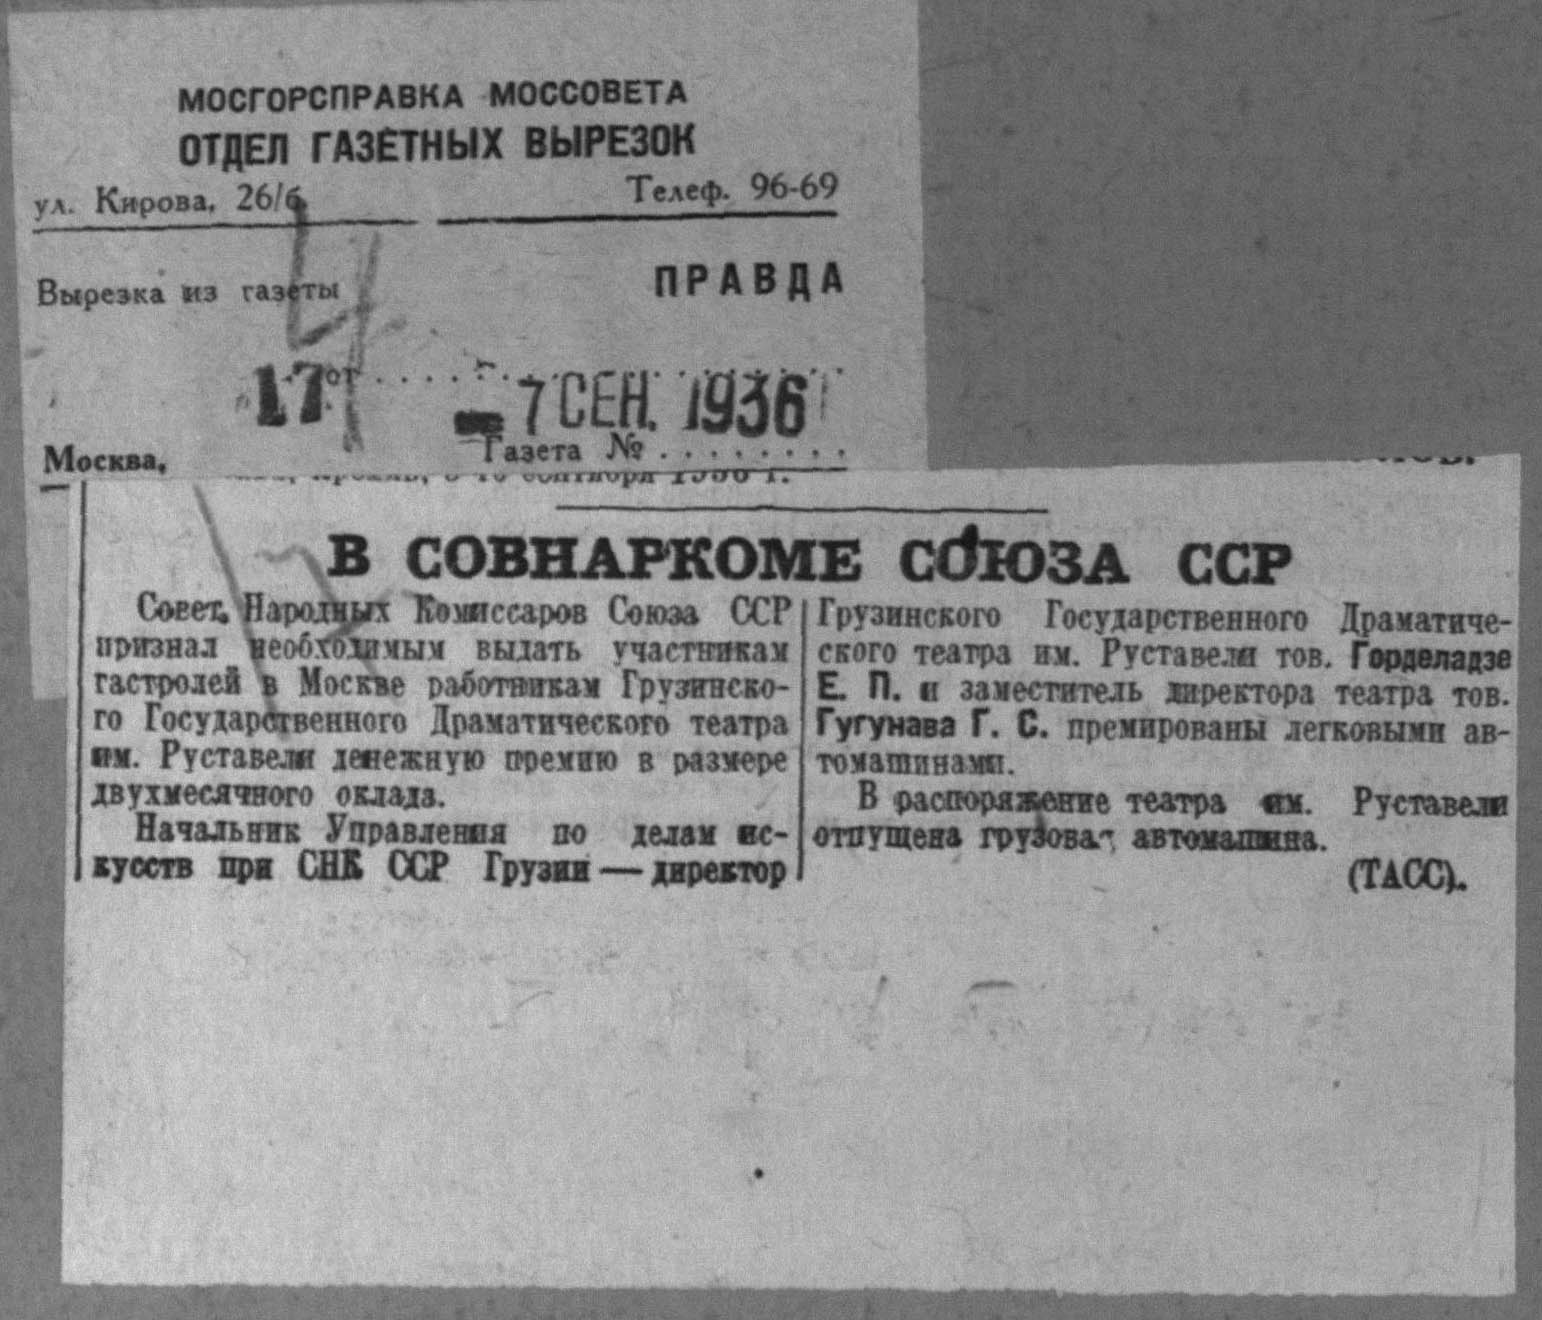 МОСГОРСПРАВКА МОССОВЕТА
ОТДЕЛ ГАЗЕТНЫХ ВЫРЕЗОК
ул. Кирова, 26/б Телеф. 96-69
Вырезка из газеты ПРАВДА
17 от - 7 СЕН. 1936
Москва, Газета №
сентября 1936 г.
В СОВНАРКОМЕ СОЮЗА ССР
Совет Народных Комиссаров Союза ССР
признал необходимым выдать участникам
гастролей в Москве работникам Грузинско-
го Государственного Драматического театра
им. Руставели денежную премию в размере
двухмесячного оклада.
Начальник Управления по делам ис-
кусств при СНК ССР Грузии — директор
Грузинского Государственного Драматиче-
ского театра им. Руставели тов. Горделадзе
Е. П. и заместитель директора театра тов.
Гугунава Г. С. премированы легковыми ав-
томашинами.
В распоряжение театра им. Руставели
отпущена грузовая автомашина.
(ТАСС).